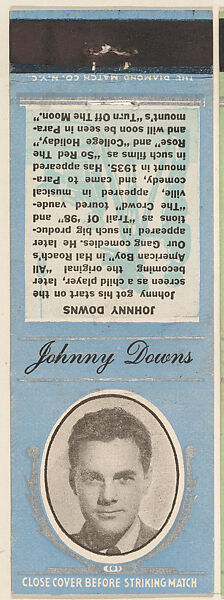 THE DIAMOND MATCH CO. N.Y.C.
JOHNNY DOWNS
Johnny got his start on the
screen as a child player, later
becoming the original "All
American Boy" in Hal Roach's
Our Gang comedies. He later
appeared in such big produc-
tions as "Trail Of '98" and
"The Crowd" toured vaude-
ville, appeared in musical
comedy, and came to Para-
mount in 1935. Has appeared
in such films as "So Red The
Rose" and "College Holiday,"
and will soon be seen in Para-
mount's "Turn Off The Moon."
Johnny Downs
CLOSE COVER BEFORE STRIKING MATCH